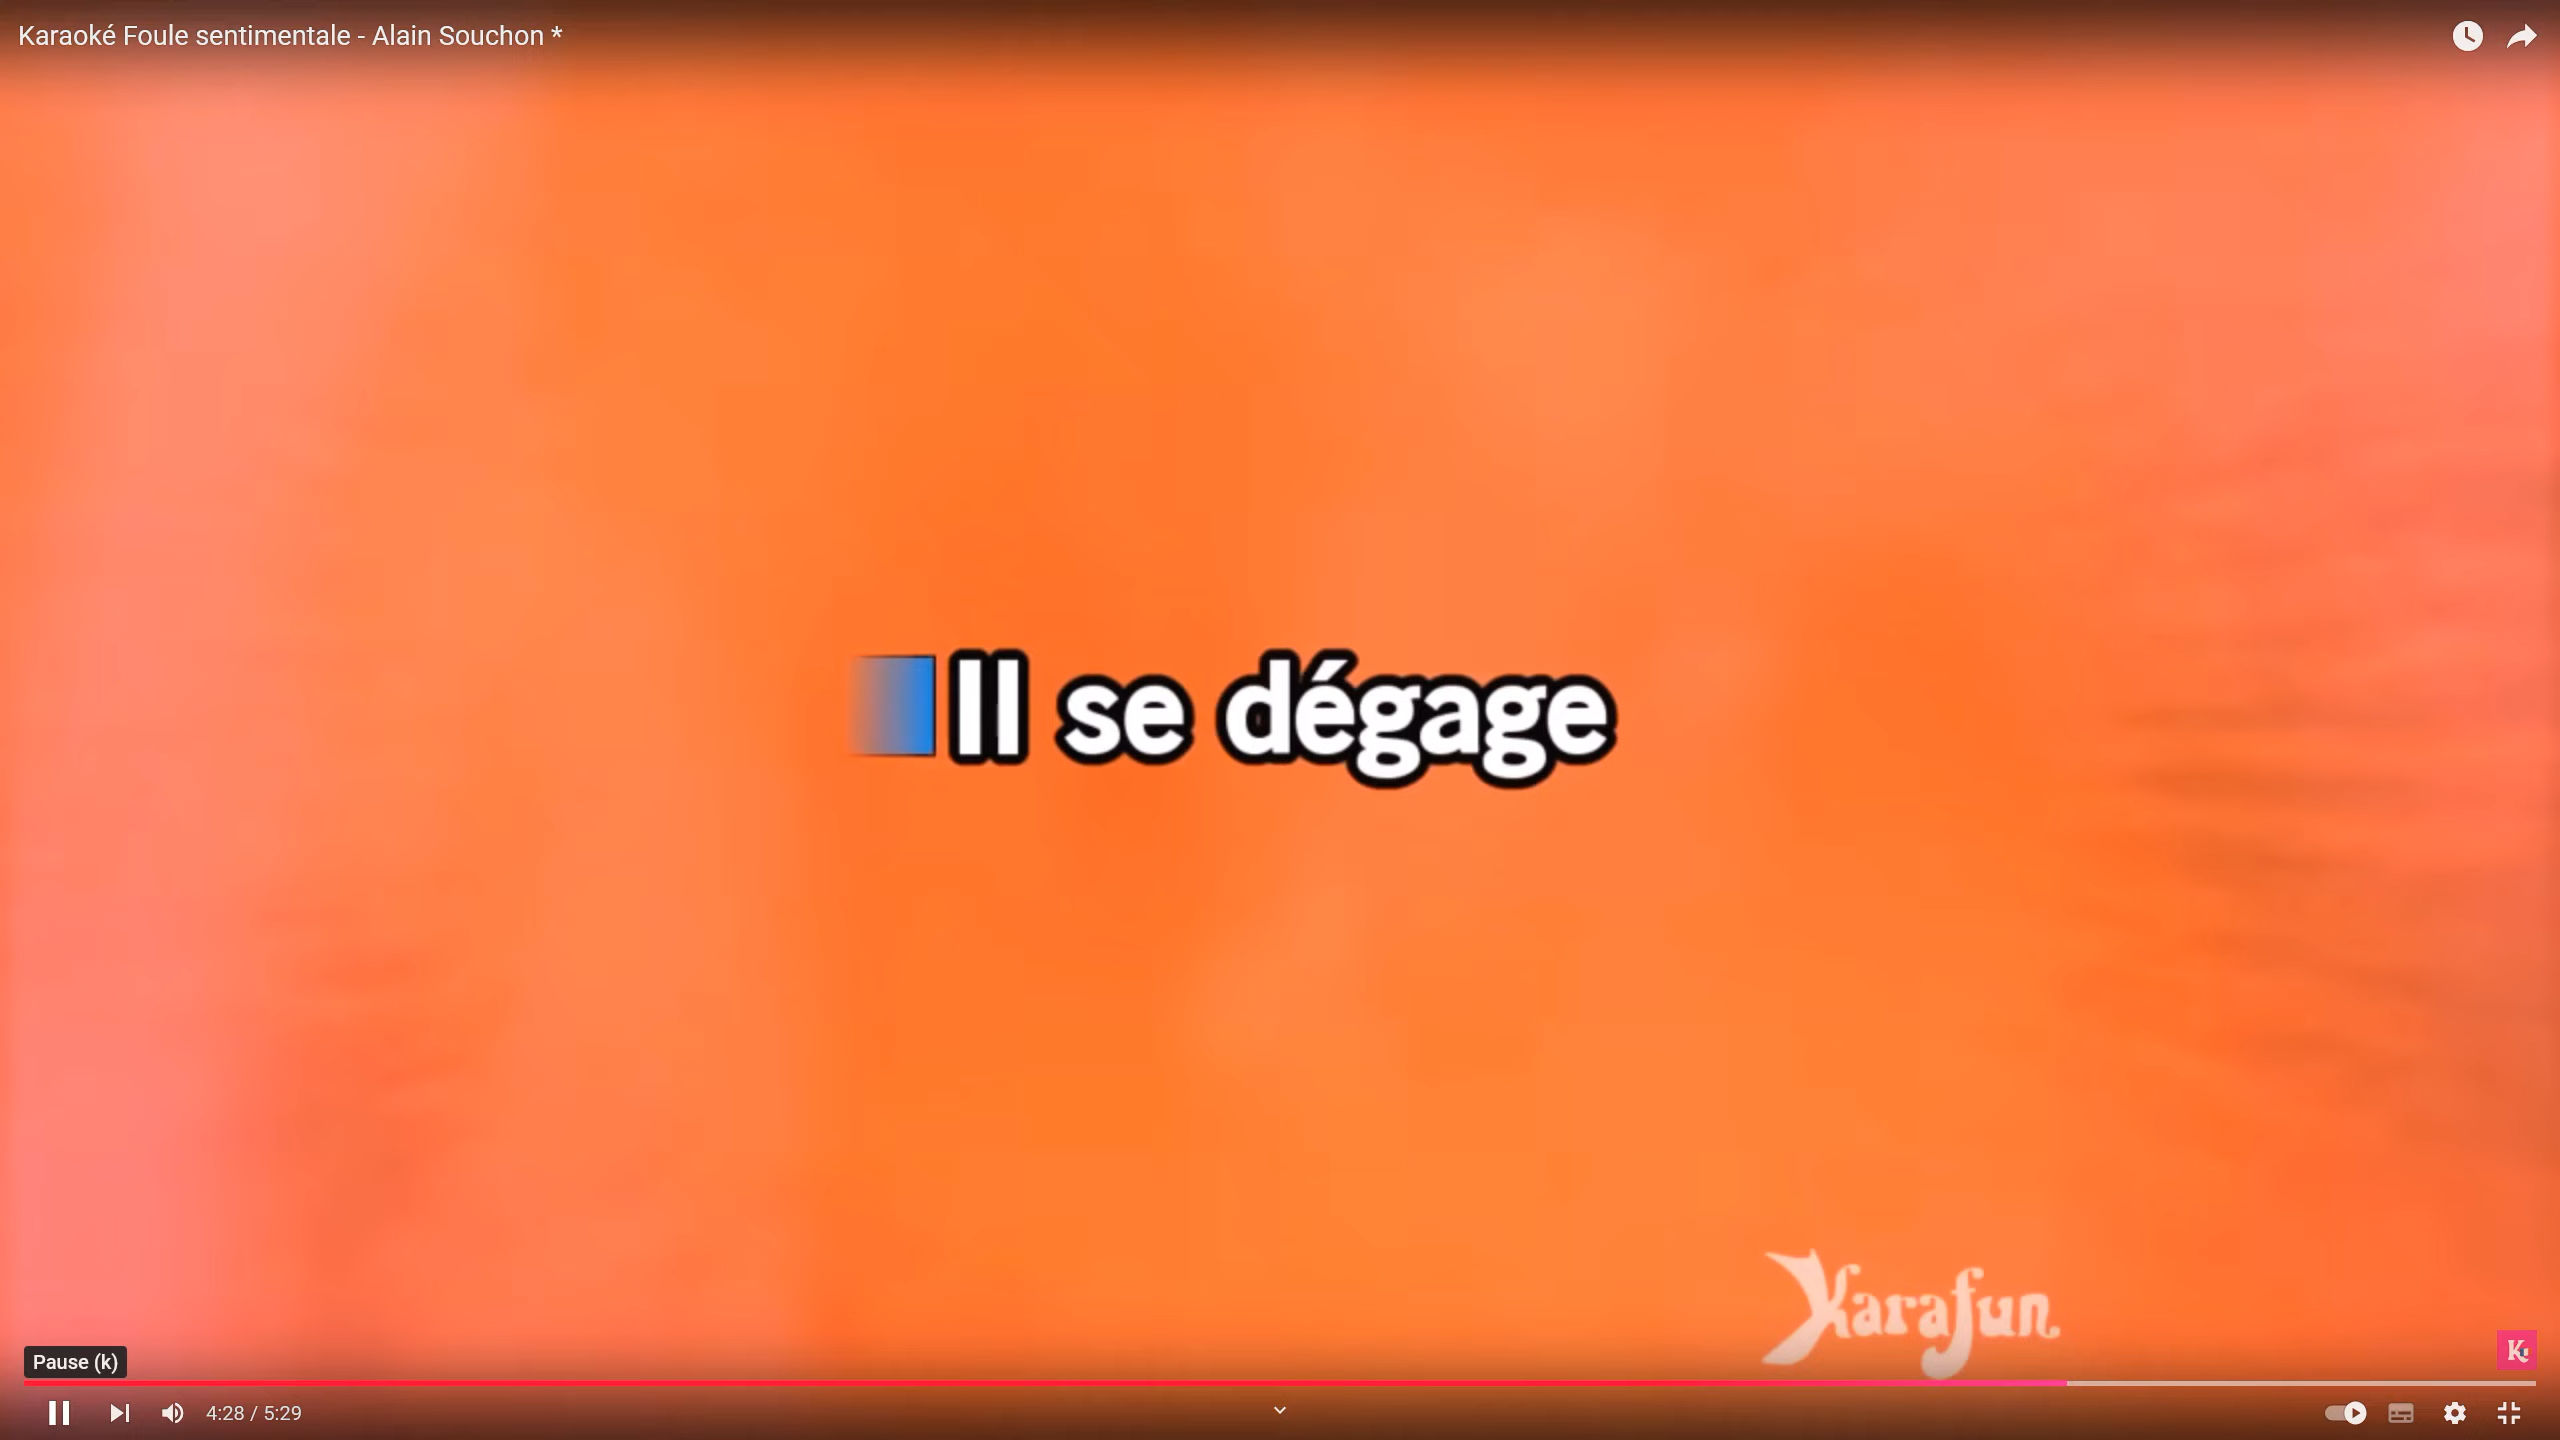 Karaoké Foule sentimentale - Alain Souchon *
Il se dégage
Karafun
K
Pause (k)
4:28 / 5:29